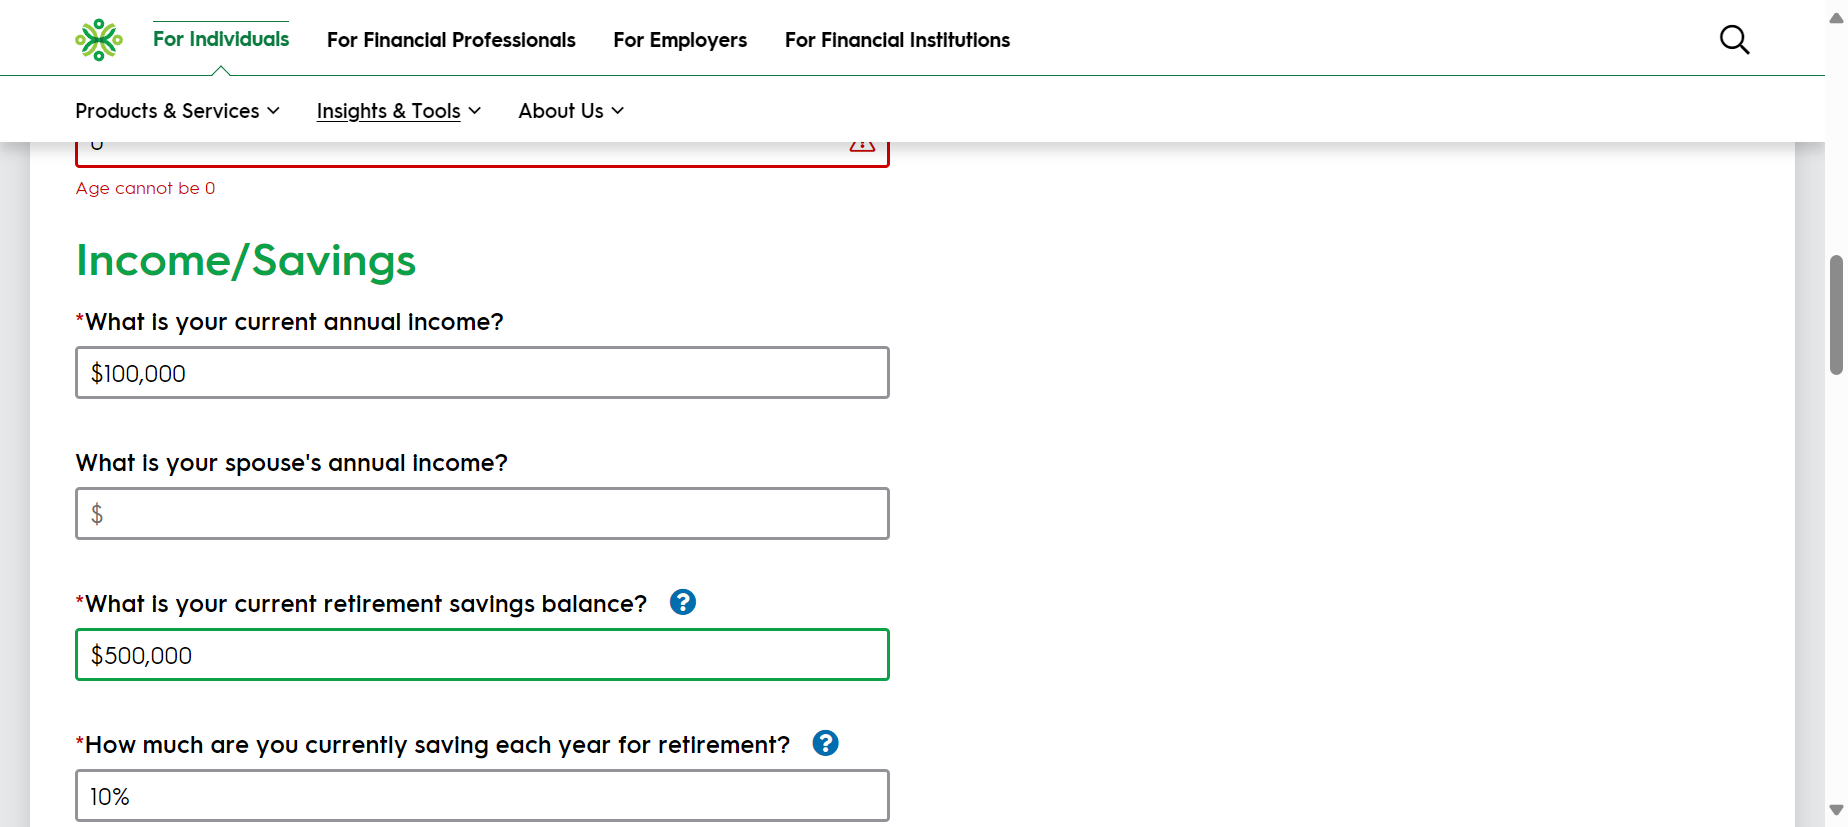 For Individuals
For Financial Professionals
For Employers
For Financial Institutions
Products & Services
Insights & Tools
About Us
Age cannot be 0
Income/Savings
*What is your current annual income?
$100,000
What is your spouse's annual income?
$
*What is your current retirement savings balance?
$500,000
*How much are you currently saving each year for retirement?
10%